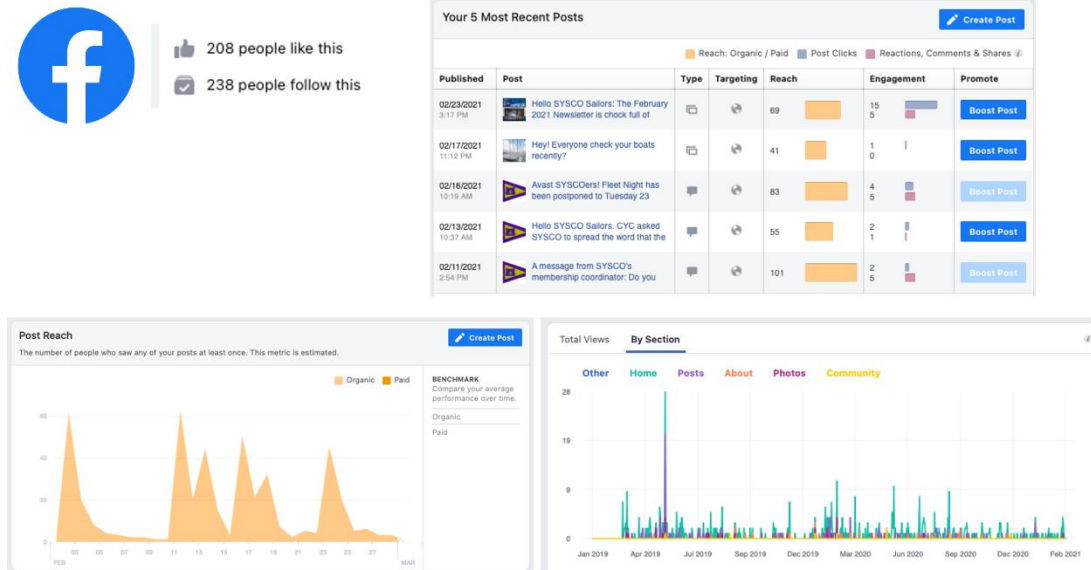 208 people like this
238 people follow this
Your 5 Most Recent Posts
Create Post
Reach: Organic / Paid Post Clicks Reactions, Comments & Shares
Published Post Type Targeting Reach Engagement Promote
02/23/2021 Hello SYSCO Sailors: The February 69 15 Boost Post
3:17 PM 2021 Newsletter is chock full of 5
02/17/2021 Hey! Everyone check your boats 41 1 Boost Post
11:12 PM recently? 0
02/16/2021 Avast SYSCOers! Fleet Night has 83 4 Boost Post
10:19 AM been postponed to Tuesday 23 5
02/13/2021 Hello SYSCO Sailors. CYC asked 55 2 Boost Post
10:37 AM SYSCO to spread the word that the 1
02/11/2021 A message from SYSCO's 101 2 Boost Post
2:54 PM membership coordinator: Do you 5
Post Reach
Create Post
The number of people who saw any of your posts at least once. This metric is estimated.
Organic Paid
BENCHMARK
Compare your average
performance over time.
Organic
Paid
60
40
20
0
03 05 07 09 11 13 15 17 19 21 23 25 27
FEB MAR
Total Views By Section
Other Home Posts About Photos Community
28
19
9
0
Jan 2019 Apr 2019 Jul 2019 Sep 2019 Dec 2019 Mar 2020 Jun 2020 Sep 2020 Dec 2020 Feb 2021